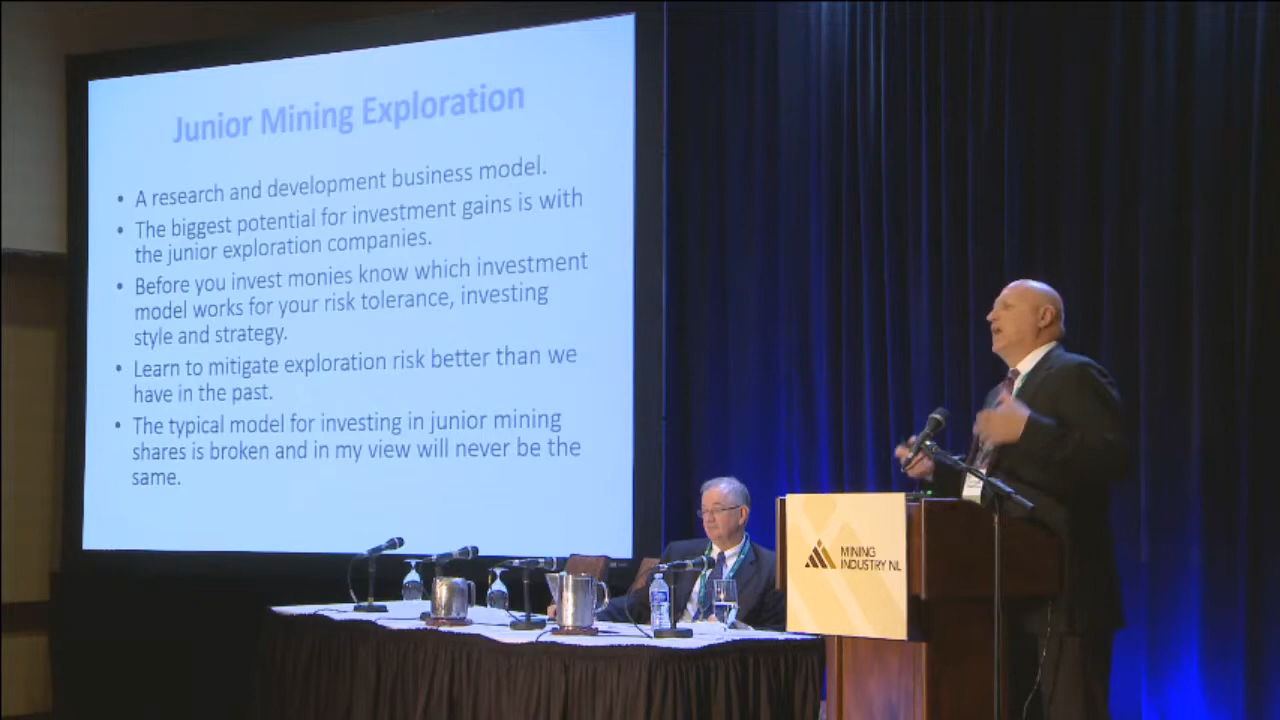 Junior Mining Exploration
• A research and development business model.
• The biggest potential for investment gains is with
the junior exploration companies.
• Before you invest monies know which investment
model works for your risk tolerance, investing
style and strategy.
• Learn to mitigate exploration risk better than we
have in the past.
• The typical model for investing in junior mining
shares is broken and in my view will never be the
same.
MINING
INDUSTRY NL